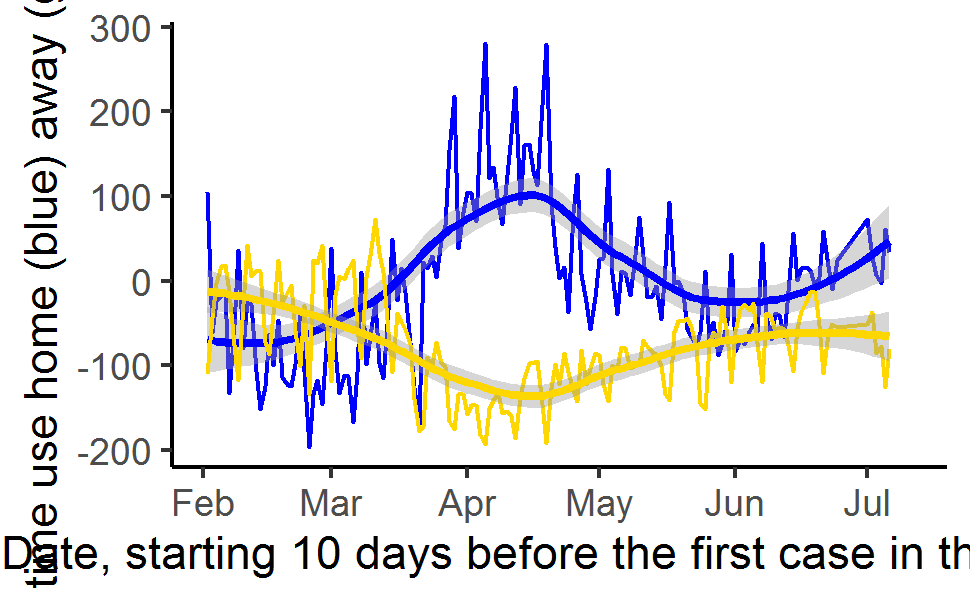 time use home (blue) away (
300
200
100
0
-100
-200
Feb Mar Apr May Jun Jul
Date, starting 10 days before the first case in th